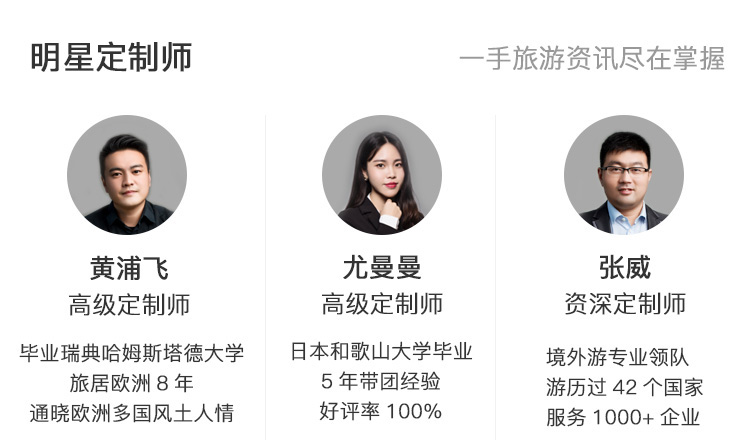 明星定制师
一手旅游资讯尽在掌握
黄浦飞
高级定制师
毕业瑞典哈姆斯塔德大学
旅居欧洲 8 年
通晓欧洲多国风土人情
尤曼曼
高级定制师
日本和歌山大学毕业
5 年带团经验
好评率 100%
张威
资深定制师
境外游专业领队
游历过 42 个国家
服务 1000+ 企业